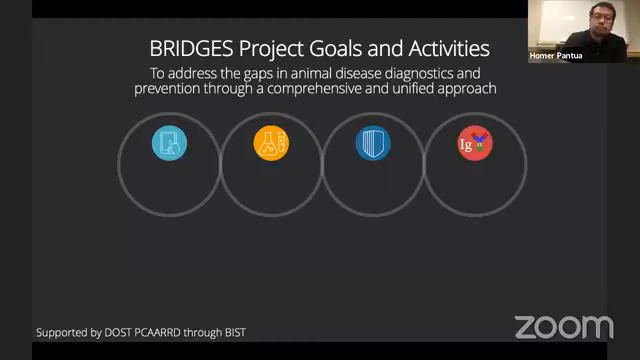 BRIDGES Project Goals and Activities
To address the gaps in animal disease diagnostics and
prevention through a comprehensive and unified approach
Ig
Homer Pantua
Supported by DOST PCAARRD through BIST
zoom